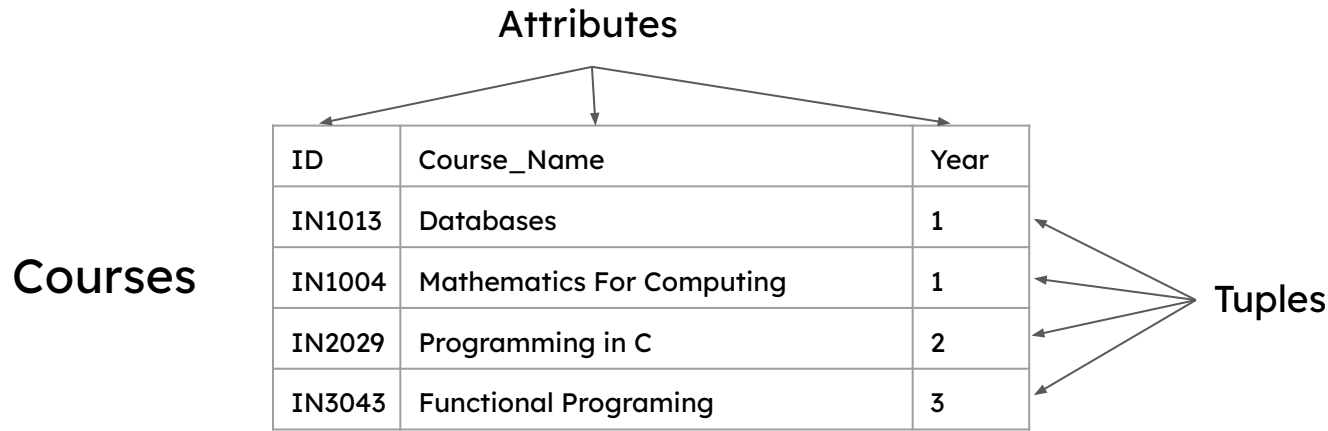 Attributes
ID Course_Name Year
IN1013 Databases 1
Courses
IN1004 Mathematics For Computing 1
Tuples
IN2029 Programming in C 2
IN3043 Functional Programing 3